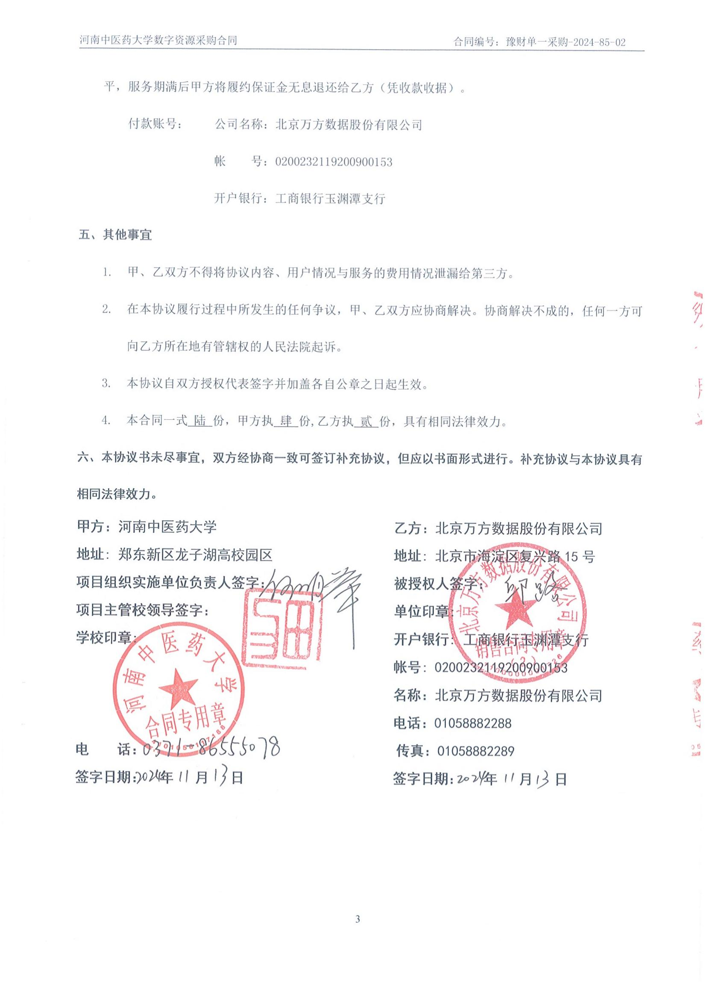 河南中医药大学数字资源采购合同 合同编号：豫财单一采购-2024-85-02
平，服务期满后甲方将履约保证金无息退还给乙方（凭收款收据）。
付款账号： 公司名称：北京万方数据股份有限公司
帐 号：0200232119200900153
开户银行：工商银行玉渊潭支行
五、其他事宜
1. 甲、乙双方不得将协议内容、用户情况与服务的费用情况泄漏给第三方。
2. 在本协议履行过程中所发生的任何争议，甲、乙双方应协商解决。协商解决不成的，任何一方可
向乙方所在地有管辖权的人民法院起诉。
3. 本协议自双方授权代表签字并加盖各自公章之日起生效。
4. 本合同一式 陆 份，甲方执 肆 份,乙方执 贰 份，具有相同法律效力。
六、本协议书未尽事宜，双方经协商一致可签订补充协议，但应以书面形式进行。补充协议与本协议具有
相同法律效力。
甲方：河南中医药大学
地址：郑东新区龙子湖高校园区
项目组织实施单位负责人签字：
项目主管校领导签字：
学校印章：
河南中医药大学
合同专用章
电 话：0371-86555078
签字日期：2024年11月13日
乙方：北京万方数据股份有限公司
地址：北京市海淀区复兴路 15 号
被授权人签字：
单位印章：
开户银行：工商银行玉渊潭支行
帐号：0200232119200900153
名称：北京万方数据股份有限公司
电话：01058882288
传真：01058882289
签字日期：2024年11月13日
北京万方数据股份有限公司
销售合同专用章
(2)
3